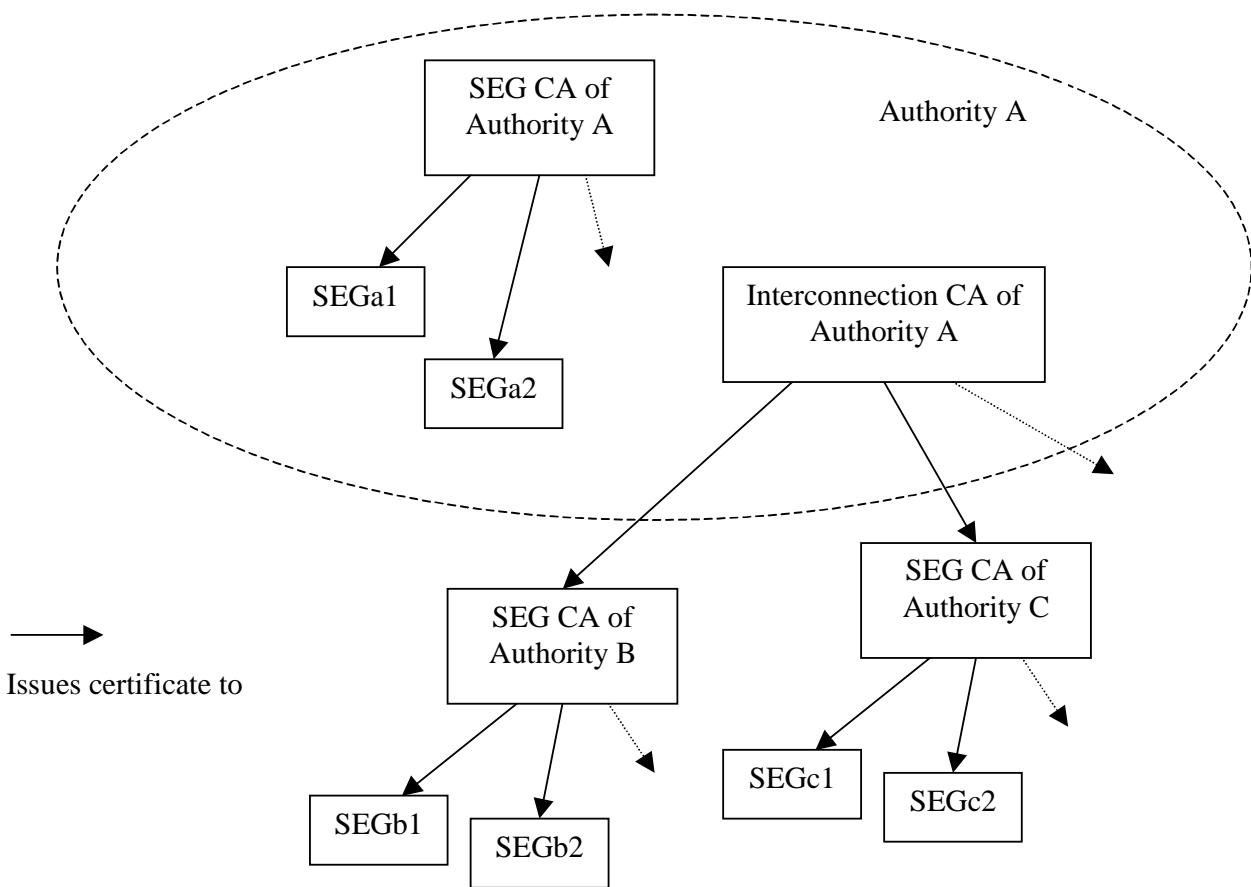 SEG CA of
Authority A
Authority A
SEGa1
Interconnection CA of
Authority A
SEGa2
SEG CA of
Authority C
SEG CA of
Authority B
Issues certificate to
SEGc1
SEGc2
SEGb1
SEGb2